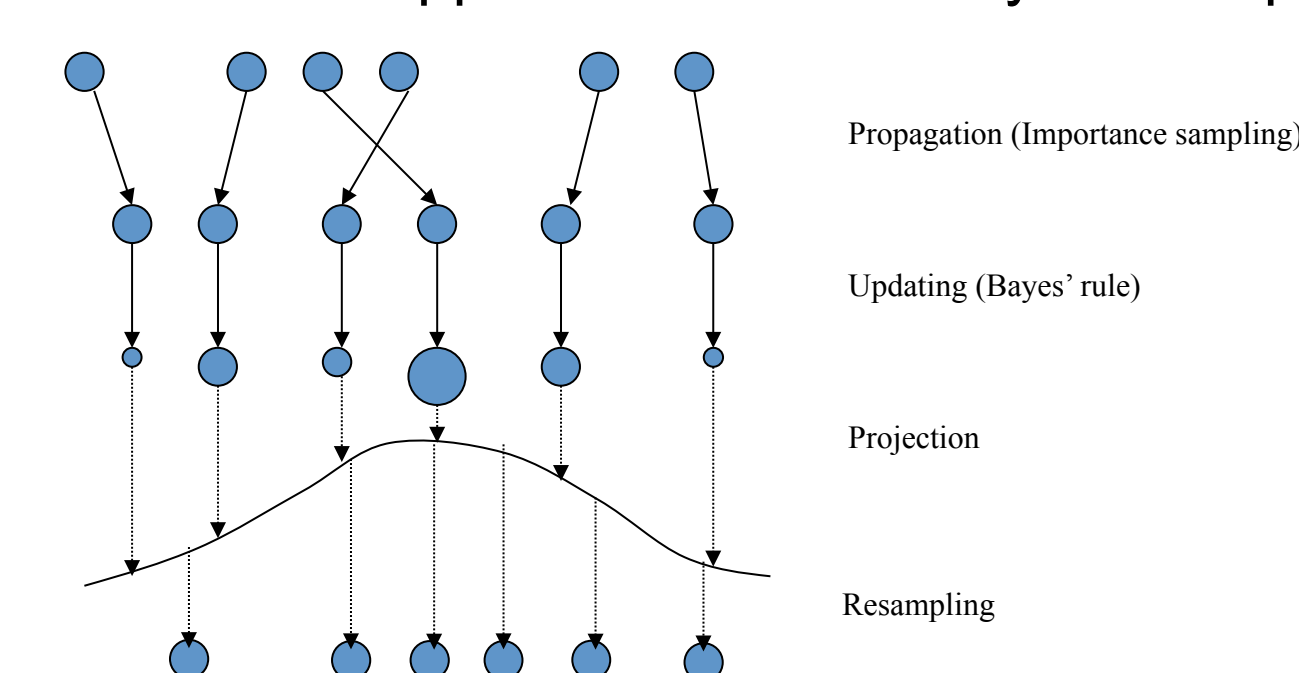 Propagation (Importance sampling)
Updating (Bayes’ rule)
Projection
Resampling